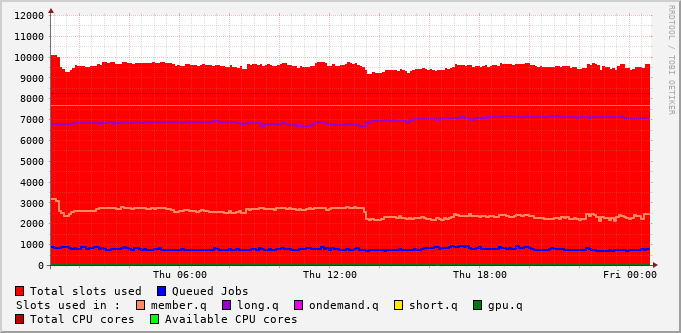 12000
11000
10000
9000
8000
7000
6000
5000
4000
3000
2000
1000
0
Thu 06:00 Thu 12:00 Thu 18:00 Fri 00:00
RRDTOOL / TOBI OETIKER
Total slots used Queued Jobs
Slots used in : member.q long.q ondemand.q short.q gpu.q
Total CPU cores Available CPU cores